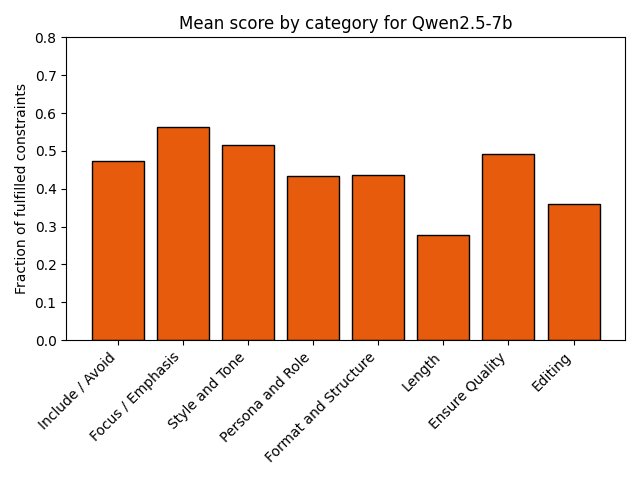 Mean score by category for Qwen2.5-7b
Fraction of fulfilled constraints
0.8
0.7
0.6
0.5
0.4
0.3
0.2
0.1
0.0
Include / Avoid
Focus / Emphasis
Style and Tone
Persona and Role
Format and Structure
Length
Ensure Quality
Editing